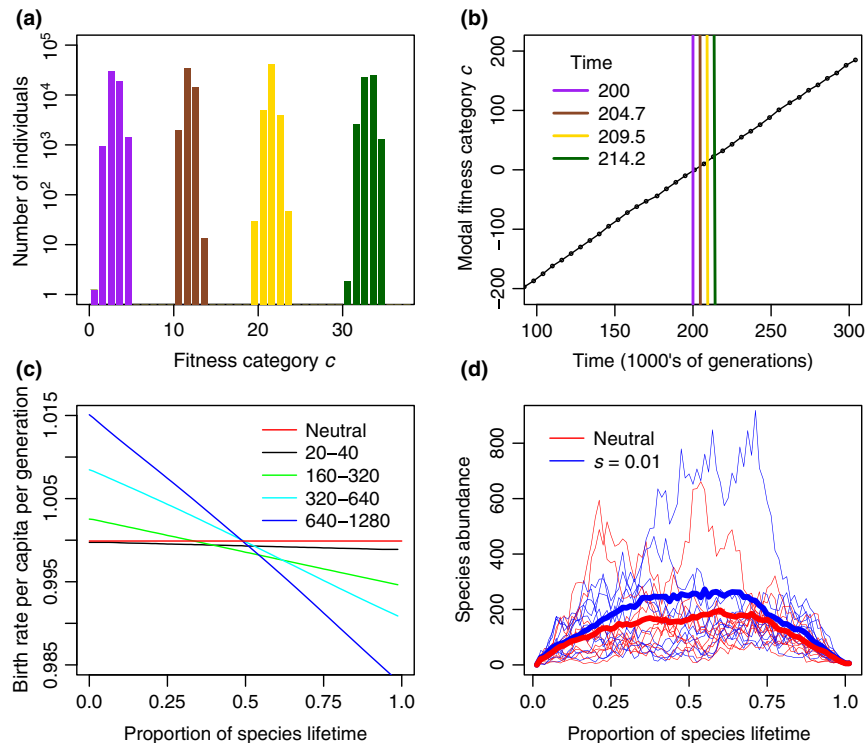 (a)
Number of individuals
10^5
10^4
10^3
10^2
10
1
0
10
20
30
Fitness category c
(b)
Modal fitness category c
200
100
0
−100
−200
Time
200
204.7
209.5
214.2
100
150
200
250
300
Time (1000's of generations)
(c)
Birth rate per capita per generation
1.015
1.005
0.995
0.985
Neutral
20−40
160−320
320−640
640−1280
0.0
0.25
0.5
0.75
1.0
Proportion of species lifetime
(d)
Species abundance
800
600
400
200
0
Neutral
s = 0.01
0.0
0.25
0.5
0.75
1.0
Proportion of species lifetime